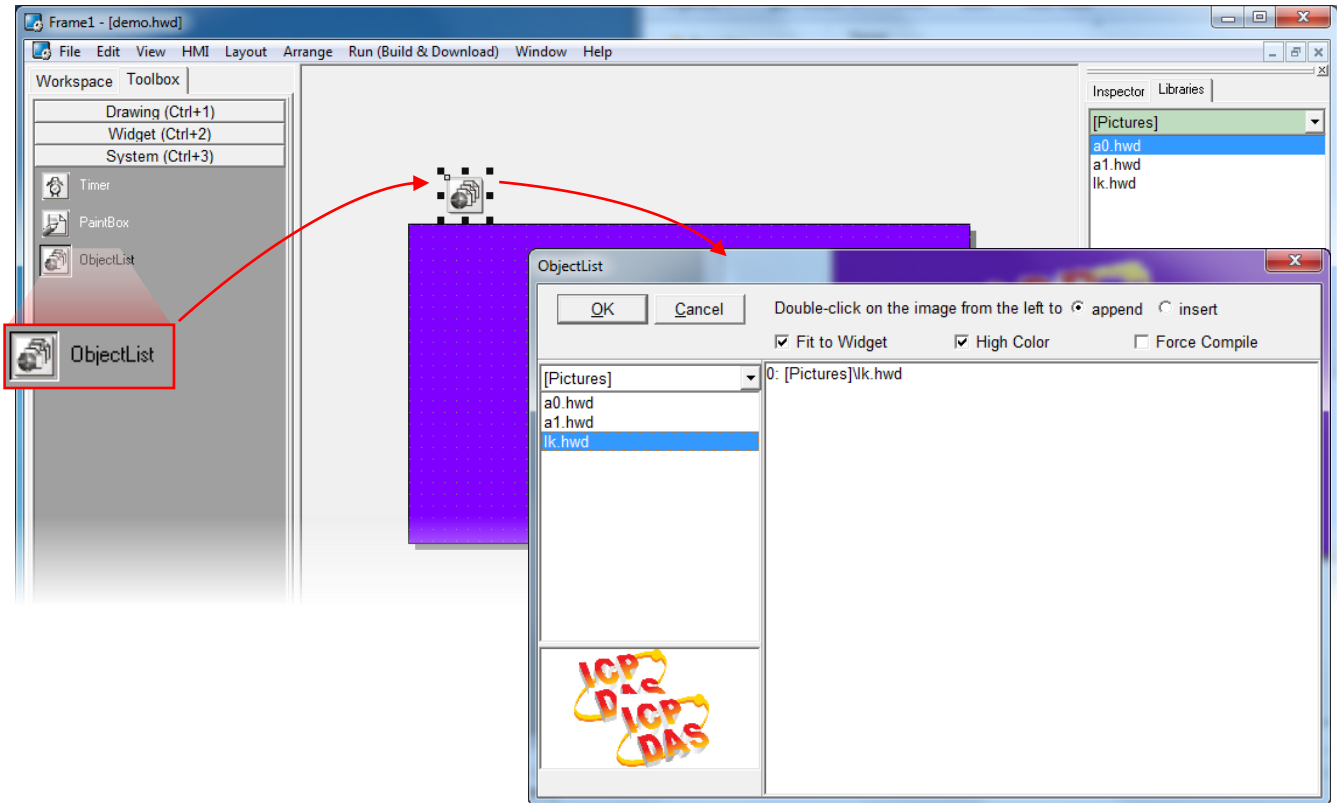 Frame1 - [demo.hwd]
File Edit View HMI Layout Arrange Run (Build & Download) Window Help
Workspace Toolbox
Drawing (Ctrl+1)
Widget (Ctrl+2)
System (Ctrl+3)
Timer
PaintBox
ObjectList
ObjectList
Inspector Libraries
[Pictures]
a0.hwd
a1.hwd
lk.hwd
ObjectList
OK Cancel Double-click on the image from the left to append insert
Fit to Widget High Color Force Compile
[Pictures]
a0.hwd
a1.hwd
lk.hwd
0: [Pictures]\lk.hwd
ICP
DAS
ICP
DAS